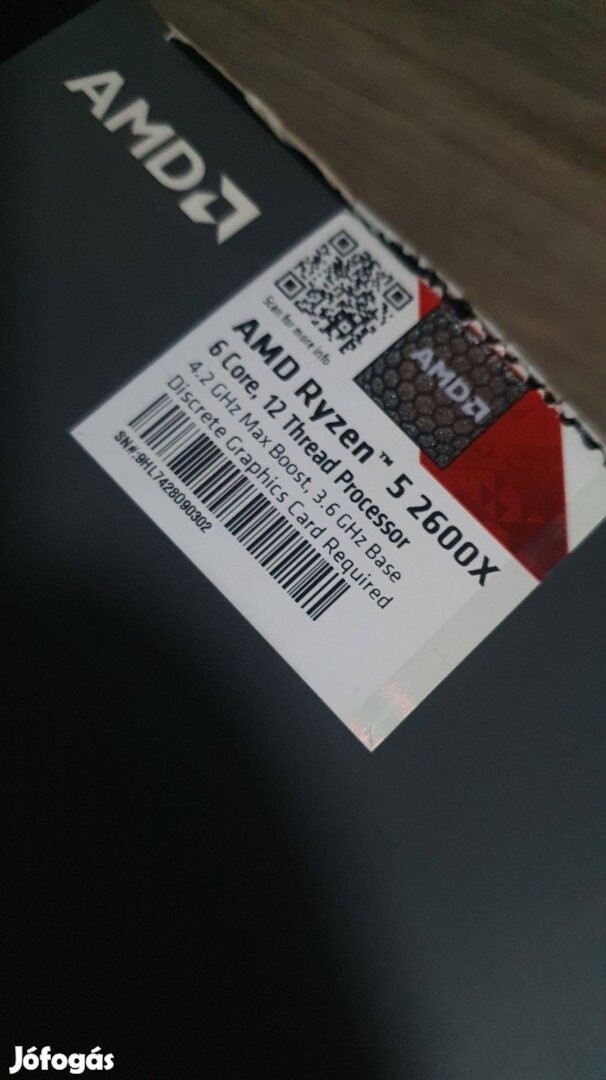 AMD
Scan for more info
AMD
AMD Ryzen™ 5 2600X
6 Core, 12 Thread Processor
4.2 GHz Max Boost, 3.6 GHz Base
Discrete Graphics Card Required
SN#:9HL7428090302
Jófogás